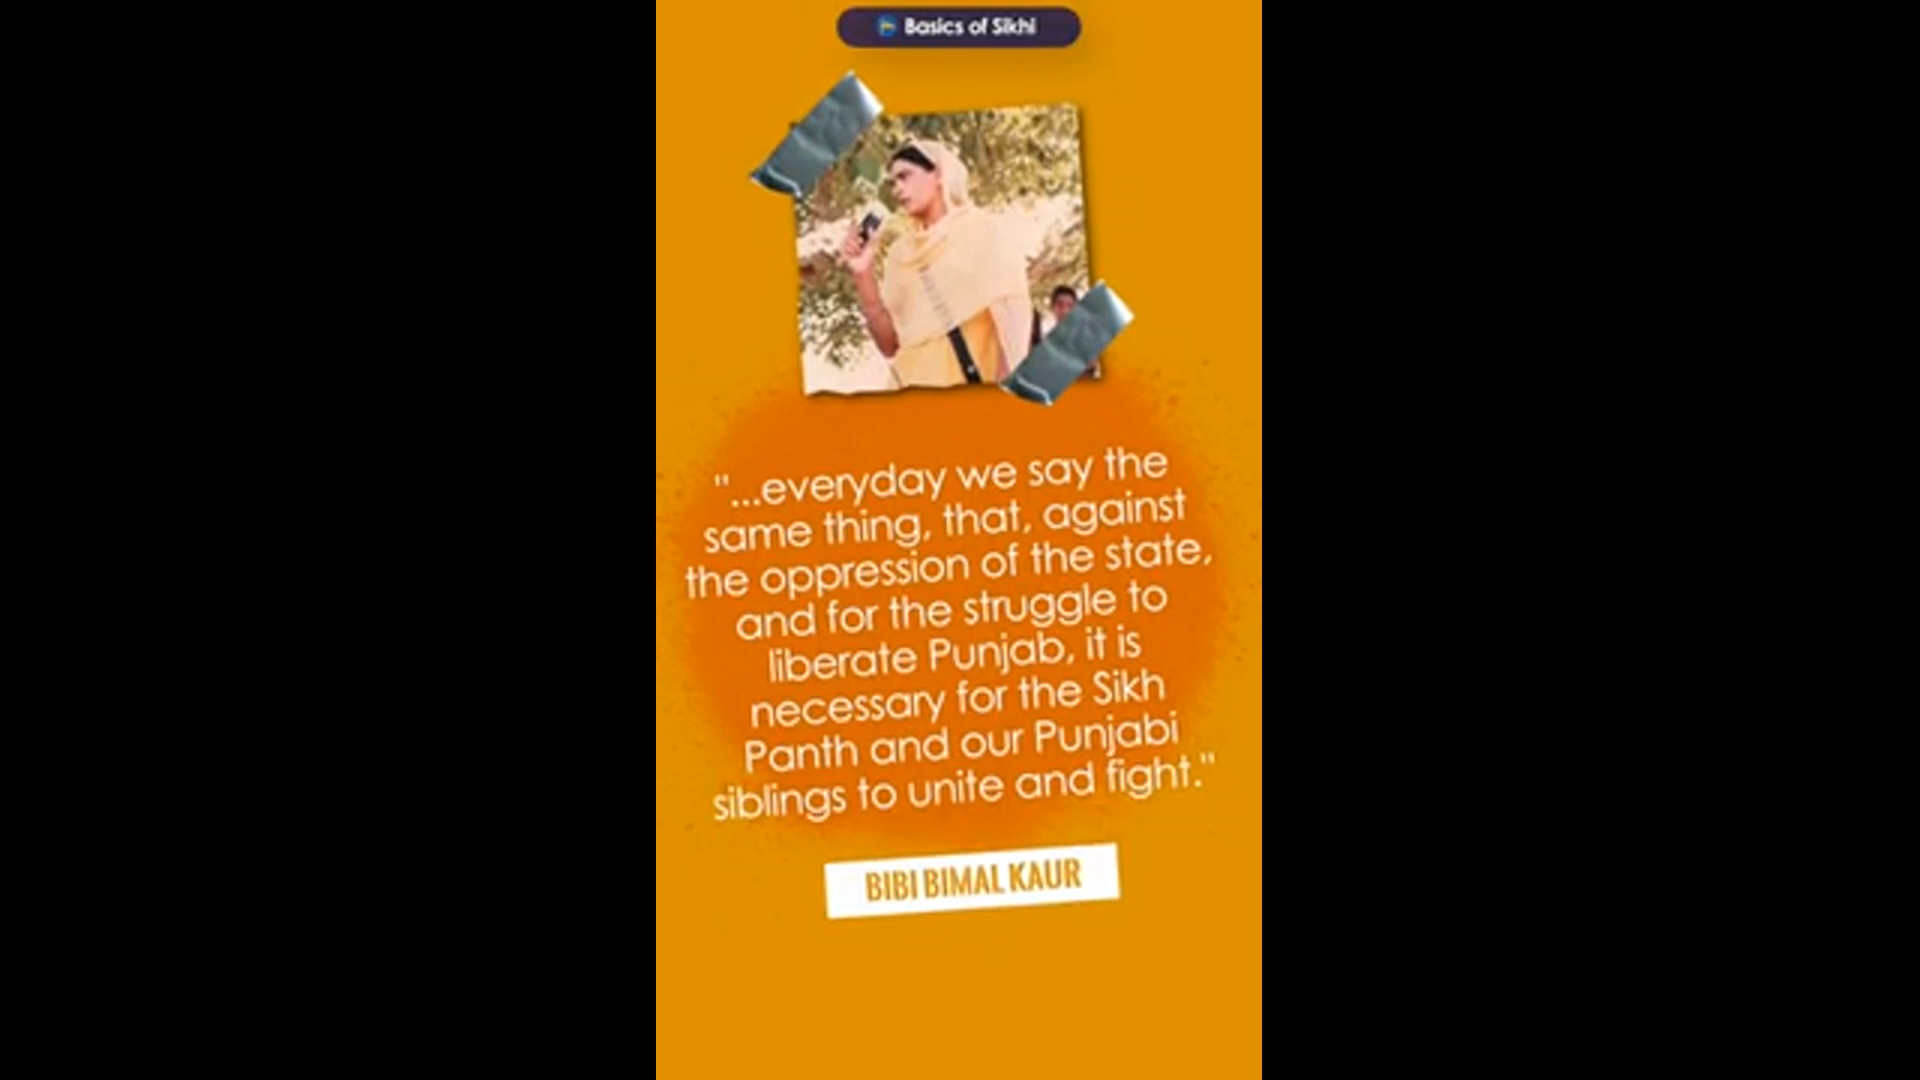 Basics of Sikhi
"...everyday we say the
same thing, that, against
the oppression of the state,
and for the struggle to
liberate Punjab, it is
necessary for the Sikh
Panth and our Punjabi
siblings to unite and fight."
BIBI BIMAL KAUR